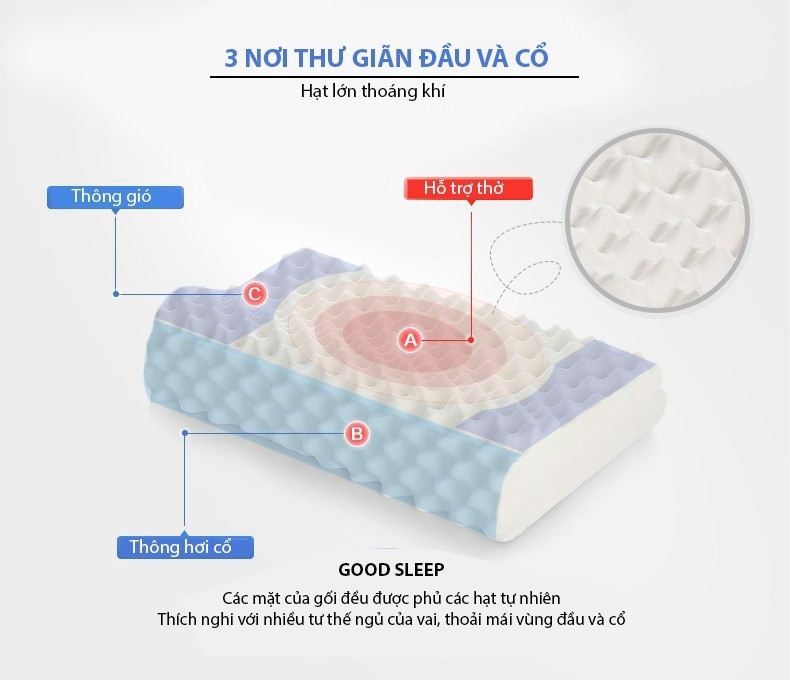 3 NƠI THƯ GIÃN ĐẦU VÀ CỔ
Hạt lớn thoáng khí
Thông gió
Hỗ trợ thở
C
A
B
Thông hơi cổ
GOOD SLEEP
Các mặt của gối đều được phủ các hạt tự nhiên
Thích nghi với nhiều tư thế ngủ của vai, thoải mái vùng đầu và cổ